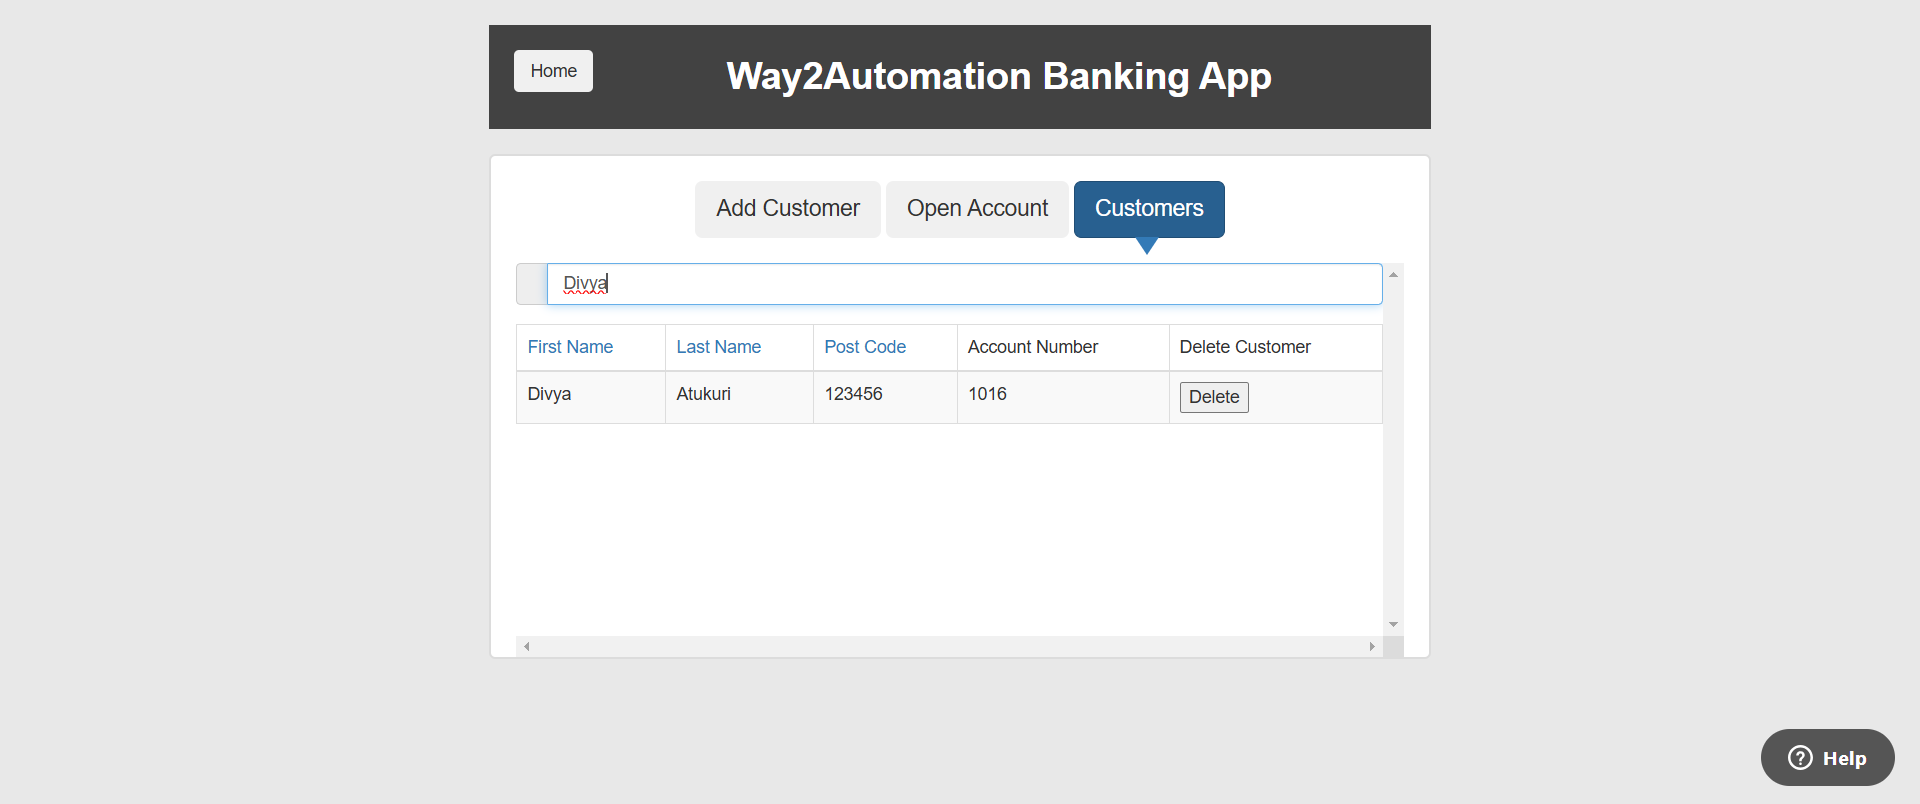 Home
Way2Automation Banking App
Add Customer Open Account Customers
Divya
First Name Last Name Post Code Account Number Delete Customer
Divya Atukuri 123456 1016 Delete
Help